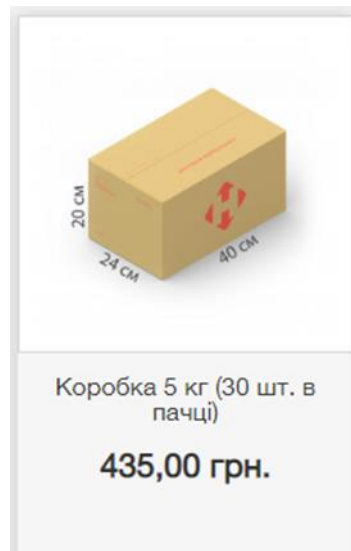 20 см
24 см
40 см
Коробка 5 кг (30 шт. в
пачці)
435,00 грн.